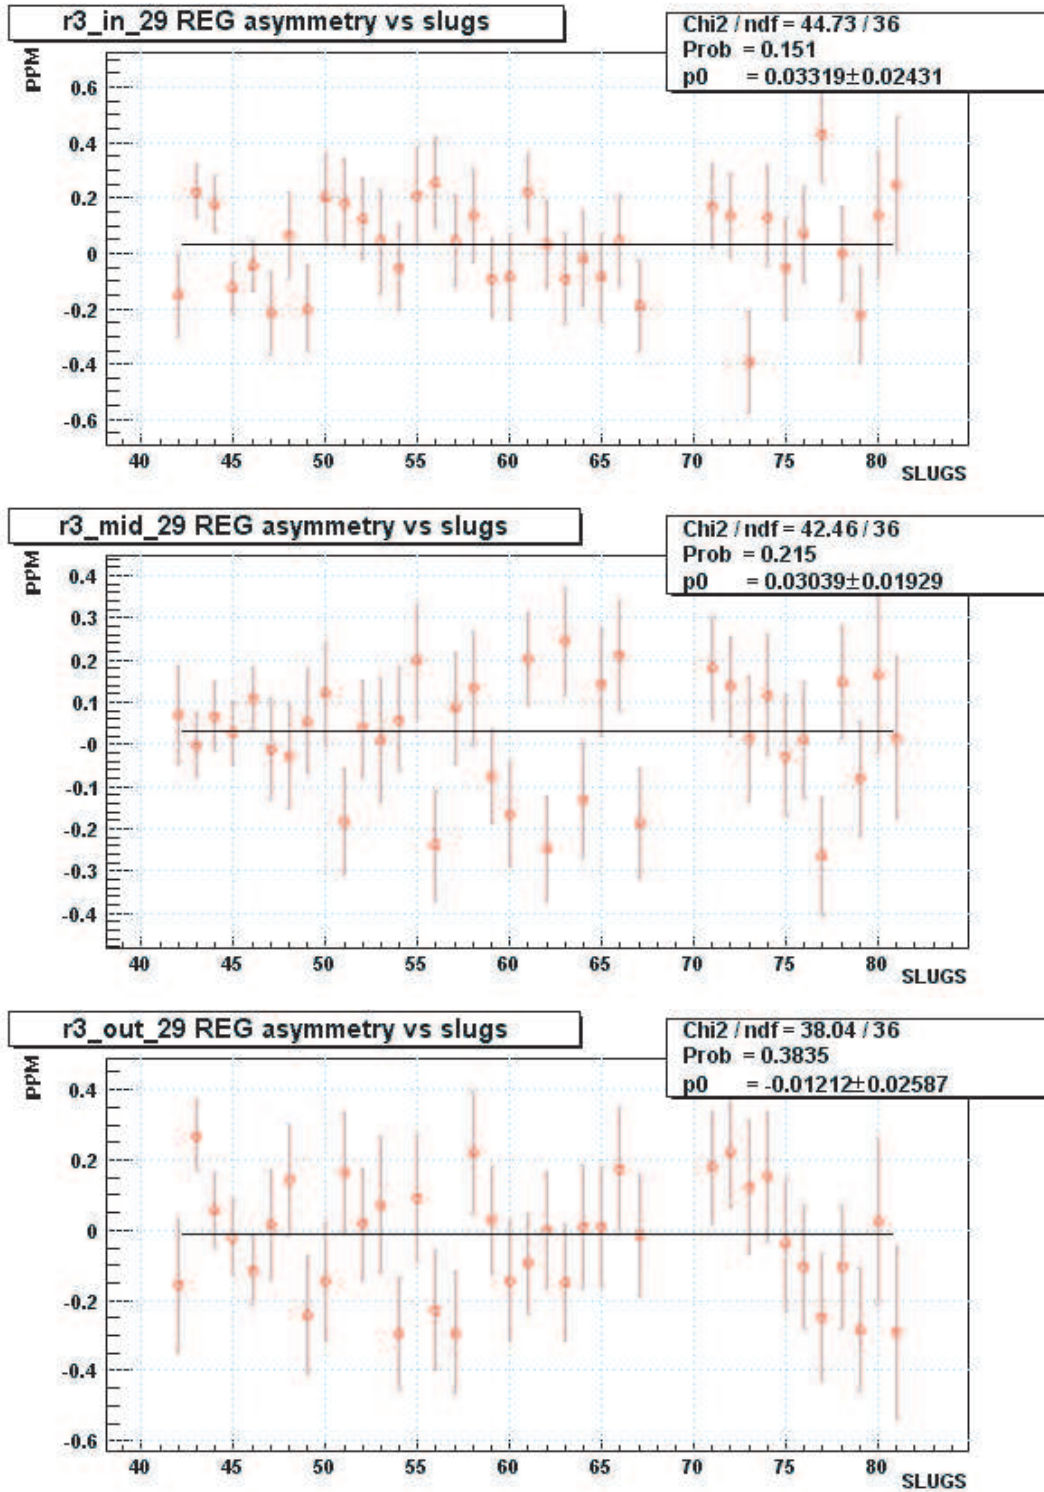 r3_in_29 REG asymmetry vs slugs
Chi2 / ndf = 44.73 / 36
Prob = 0.151
p0 = 0.03319±0.02431
PPM
0.6
0.4
0.2
0
-0.2
-0.4
-0.6
40 45 50 55 60 65 70 75 80
SLUGS
r3_mid_29 REG asymmetry vs slugs
Chi2 / ndf = 42.46 / 36
Prob = 0.215
p0 = 0.03039±0.01929
PPM
0.4
0.3
0.2
0.1
-0
-0.1
-0.2
-0.3
-0.4
40 45 50 55 60 65 70 75 80
SLUGS
r3_out_29 REG asymmetry vs slugs
Chi2 / ndf = 38.04 / 36
Prob = 0.3835
p0 = -0.01212±0.02587
PPM
0.4
0.2
0
-0.2
-0.4
-0.6
40 45 50 55 60 65 70 75 80
SLUGS